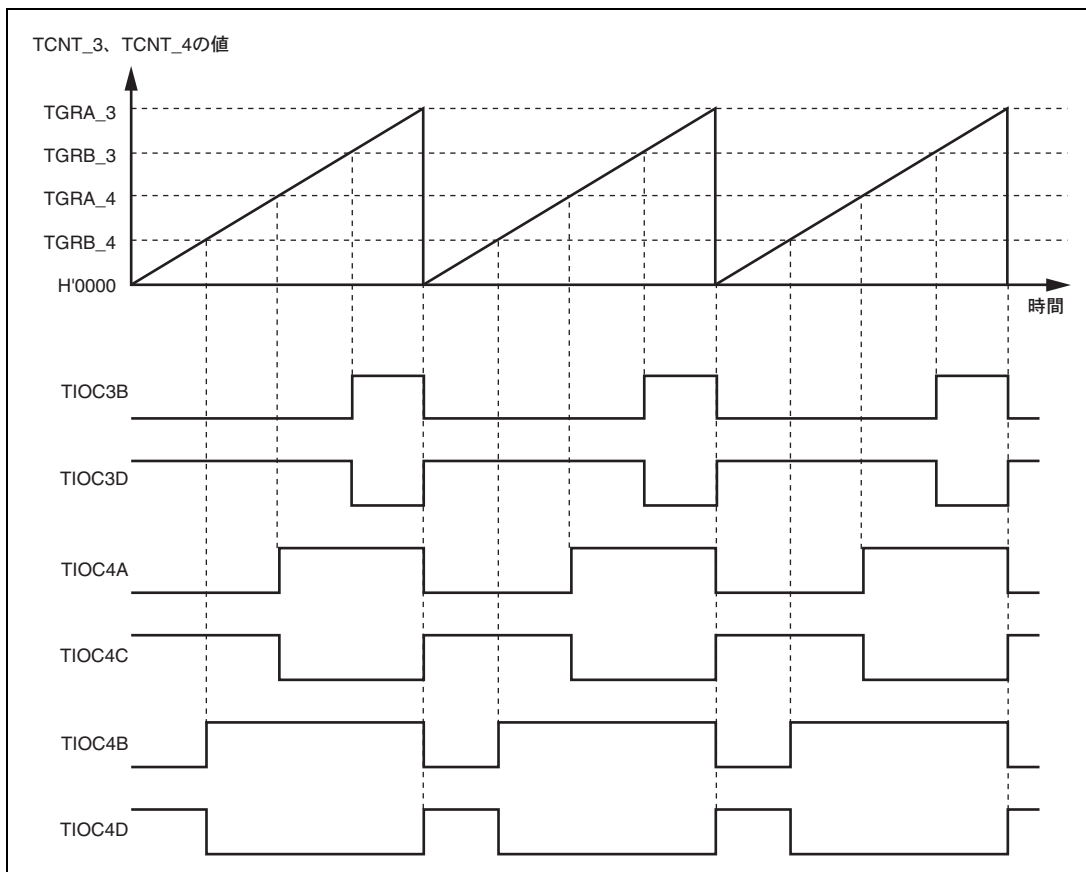 TCNT_3、TCNT_4の値
TGRA_3
TGRB_3
TGRA_4
TGRB_4
H'0000
時間
TIOC3B
TIOC3D
TIOC4A
TIOC4C
TIOC4B
TIOC4D